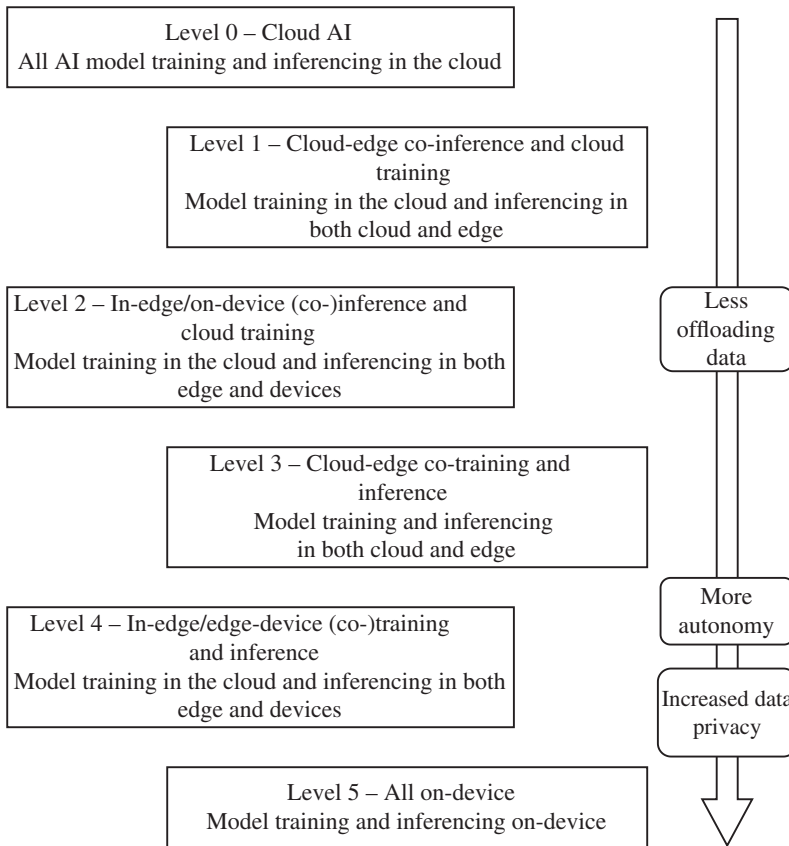 Level 0 – Cloud AI
All AI model training and inferencing in the cloud
Level 1 – Cloud-edge co-inference and cloud
training
Model training in the cloud and inferencing in
both cloud and edge
Level 2 – In-edge/on-device (co-)inference and
cloud training
Model training in the cloud and inferencing in both
edge and devices
Less
offloading
data
Level 3 – Cloud-edge co-training and
inference
Model training and inferencing
in both cloud and edge
Level 4 – In-edge/edge-device (co-)training
and inference
Model training in the cloud and inferencing in both
edge and devices
More
autonomy
Increased data
privacy
Level 5 – All on-device
Model training and inferencing on-device